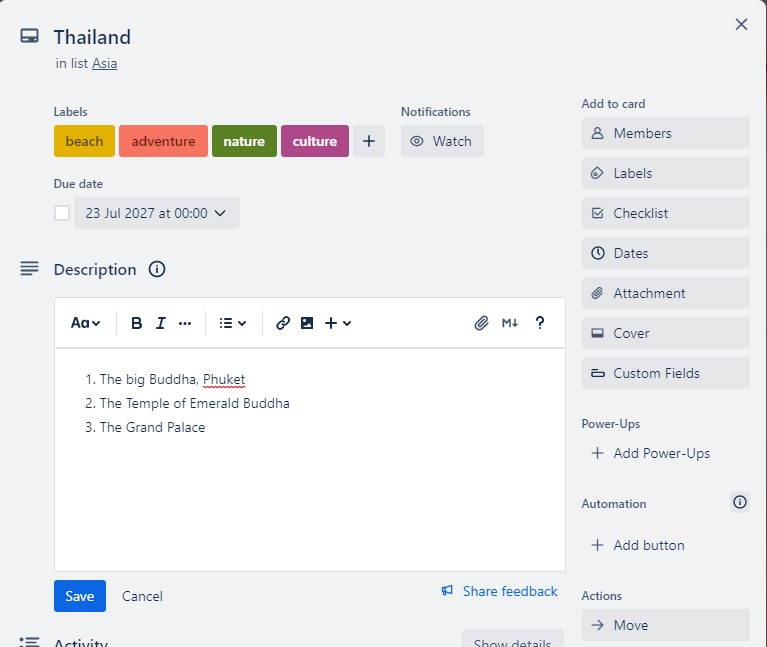 Thailand
in list Asia
Labels
beach
adventure
nature
culture
Notifications
Watch
Due date
23 Jul 2027 at 00:00
Description
Aa
B
I
M
?
1. The big Buddha, Phuket
2. The Temple of Emerald Buddha
3. The Grand Palace
Save
Cancel
Share feedback
Activity
Show details
Add to card
Members
Labels
Checklist
Dates
Attachment
Cover
Custom Fields
Power-Ups
+ Add Power-Ups
Automation
+ Add button
Actions
Move